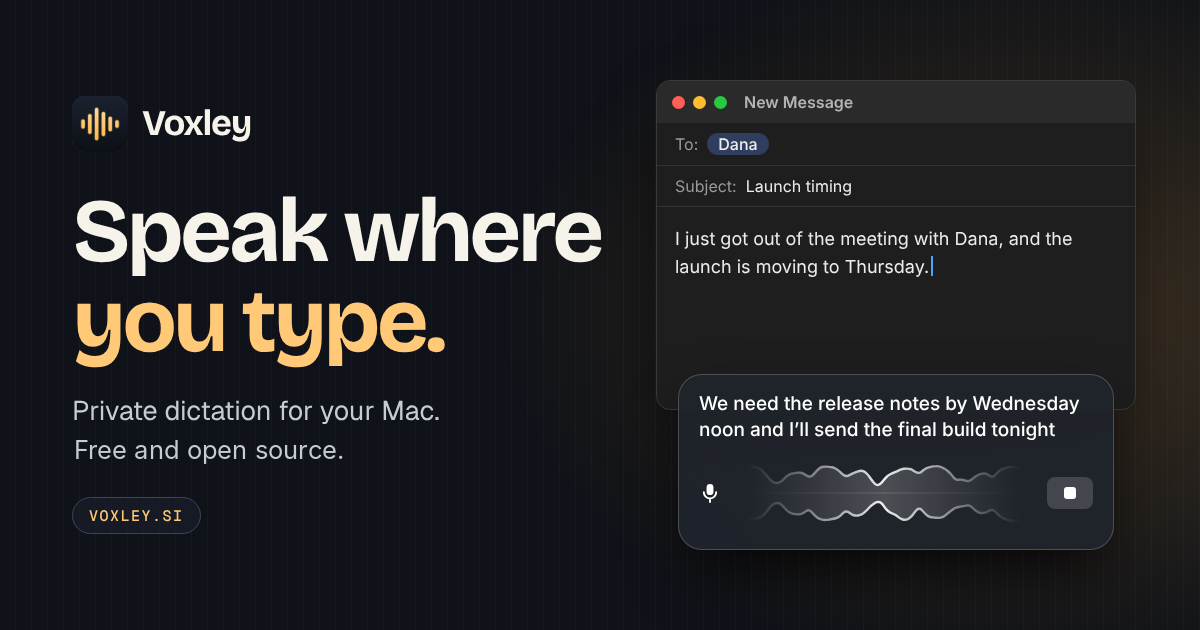 Voxley
Speak where
you type.
Private dictation for your Mac.
Free and open source.
VOXLEY.SI
New Message
To: Dana
Subject: Launch timing
I just got out of the meeting with Dana, and the
launch is moving to Thursday.
We need the release notes by Wednesday
noon and I’ll send the final build tonight